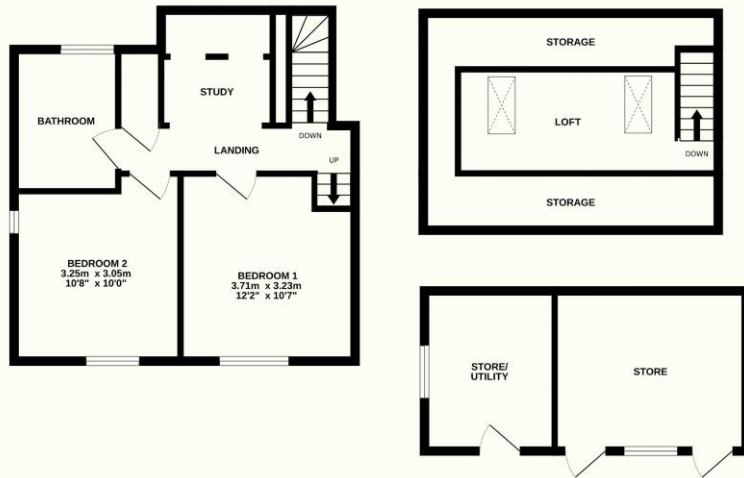 BATHROOM
STUDY
DOWN
LANDING
UP
BEDROOM 2
3.25m x 3.05m
10'8" x 10'0"
BEDROOM 1
3.71m x 3.23m
12'2" x 10'7"
STORAGE
LOFT
DOWN
STORAGE
STORE/
UTILITY
STORE